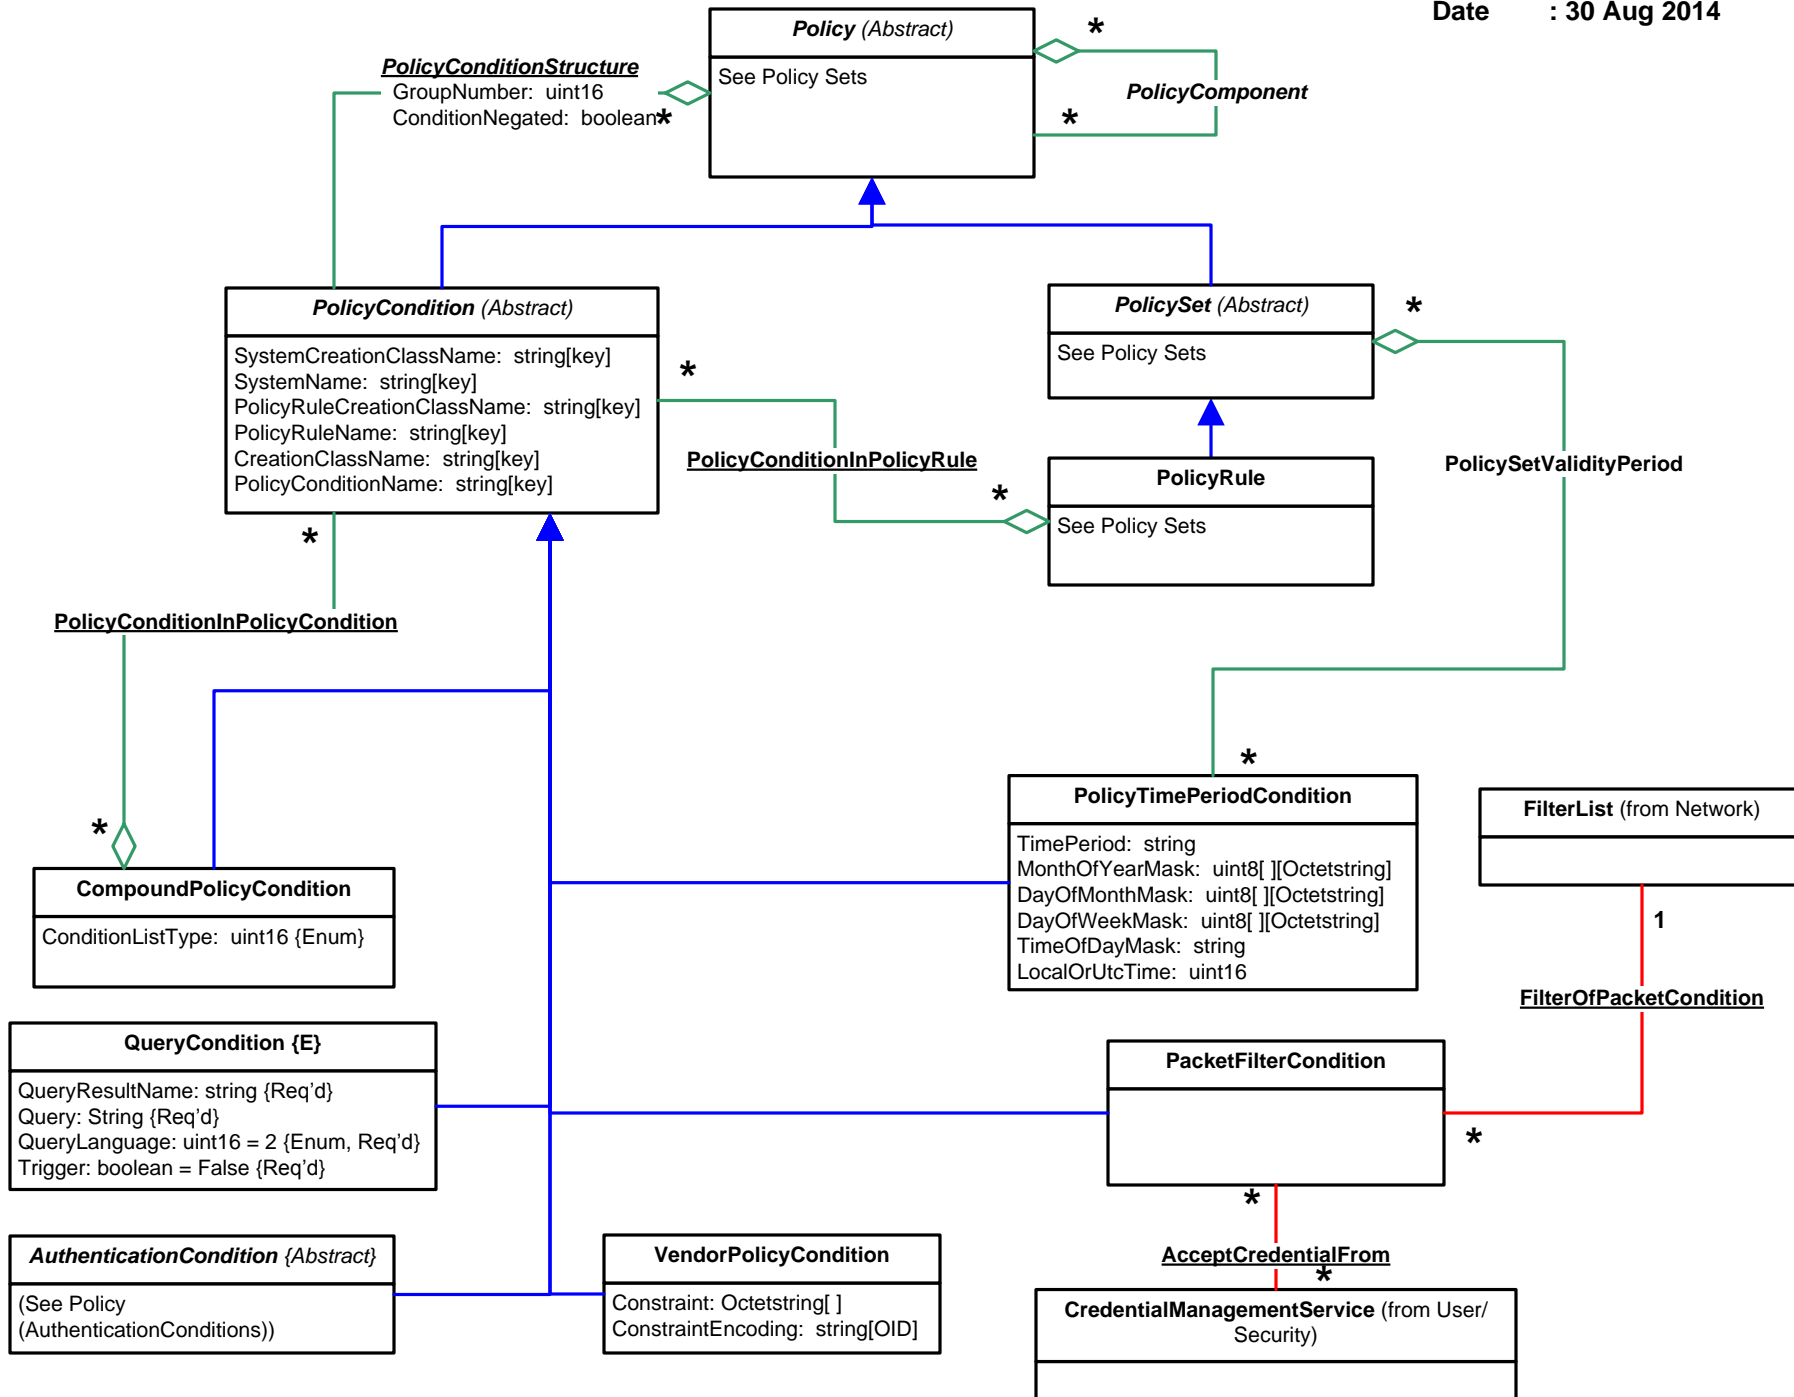 Date : 30 Aug 2014
Policy (Abstract)
See Policy Sets
*
PolicyComponent
*
PolicyConditionStructure
GroupNumber: uint16
ConditionNegated: boolean
*
PolicyCondition (Abstract)
SystemCreationClassName: string[key]
SystemName: string[key]
PolicyRuleCreationClassName: string[key]
PolicyRuleName: string[key]
CreationClassName: string[key]
PolicyConditionName: string[key]
*
PolicySet (Abstract)
See Policy Sets
*
PolicyConditionInPolicyRule
*
PolicyRule
See Policy Sets
PolicySetValidityPeriod
*
*
PolicyConditionInPolicyCondition
*
CompoundPolicyCondition
ConditionListType: uint16 {Enum}
PolicyTimePeriodCondition
TimePeriod: string
MonthOfYearMask: uint8[ ][Octetstring]
DayOfMonthMask: uint8[ ][Octetstring]
DayOfWeekMask: uint8[ ][Octetstring]
TimeOfDayMask: string
LocalOrUtcTime: uint16
FilterList (from Network)
1
FilterOfPacketCondition
*
QueryCondition {E}
QueryResultName: string {Req’d}
Query: String {Req’d}
QueryLanguage: uint16 = 2 {Enum, Req’d}
Trigger: boolean = False {Req’d}
PacketFilterCondition
*
AcceptCredentialFrom
*
AuthenticationCondition {Abstract}
(See Policy
(AuthenticationConditions))
VendorPolicyCondition
Constraint: Octetstring[ ]
ConstraintEncoding: string[OID]
CredentialManagementService (from User/
Security)